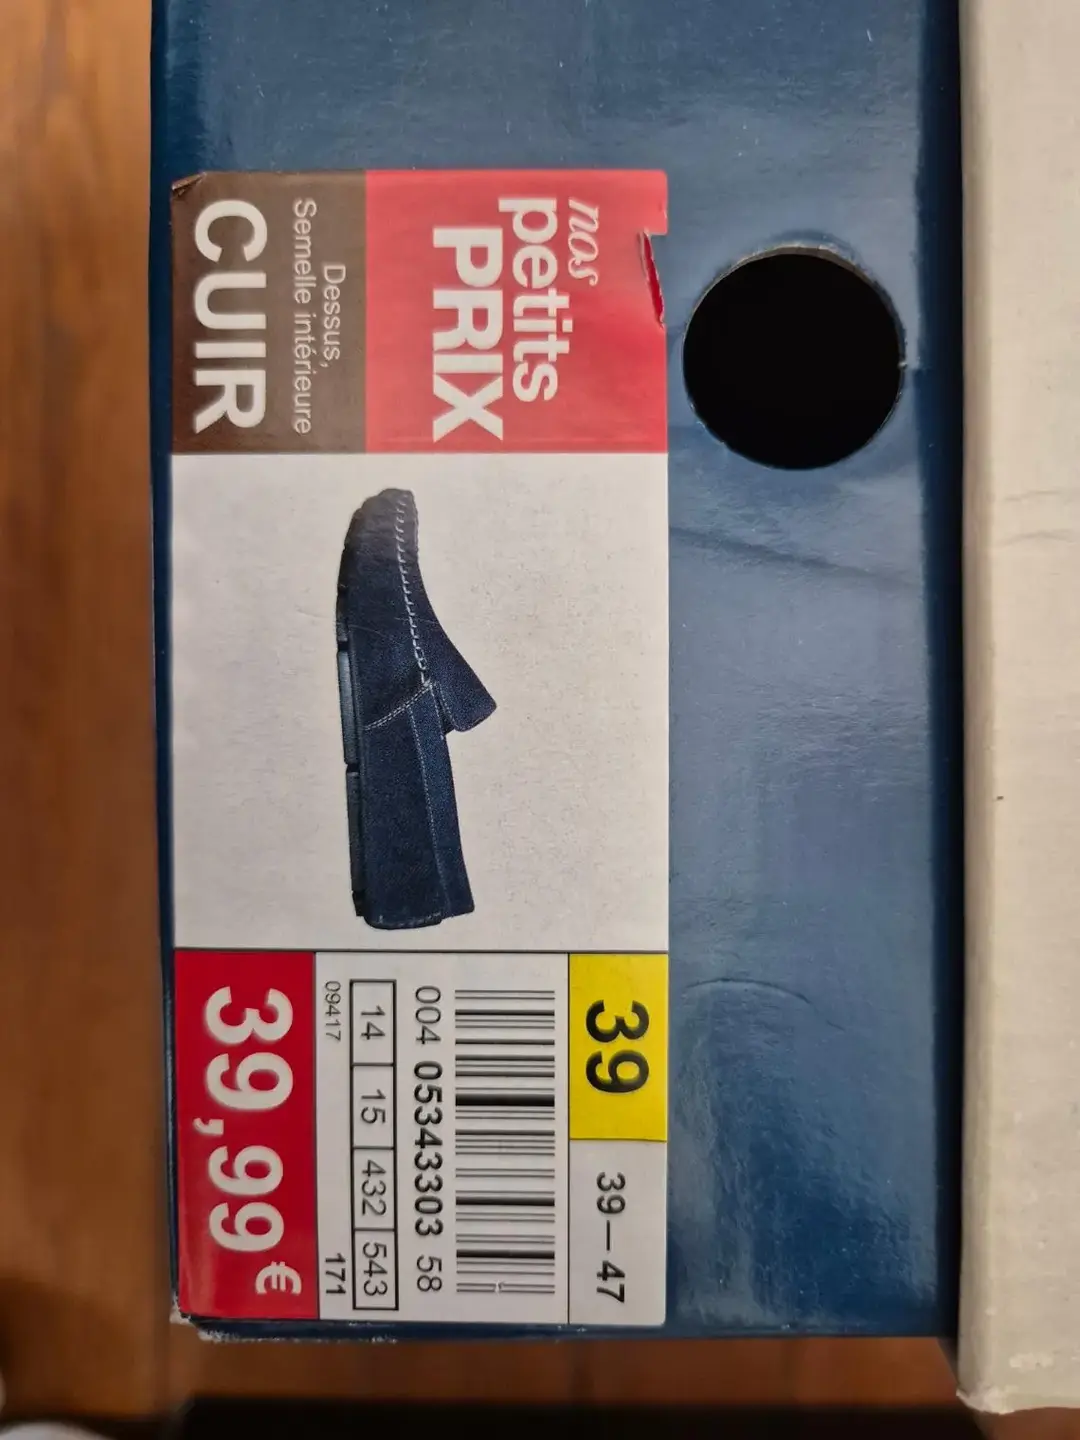 nos
petits
PRIX
Dessus,
Semelle intérieure
CUIR
39
39-47
004 05343303 58
14 15 432 543
09417
171
39,99€